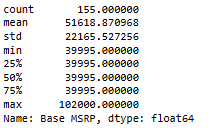 count       155.000000
mean      51618.870968
std       22165.527256
min       39995.000000
25%       39995.000000
50%       39995.000000
75%       39995.000000
max      102000.000000
Name: Base MSRP, dtype: float64